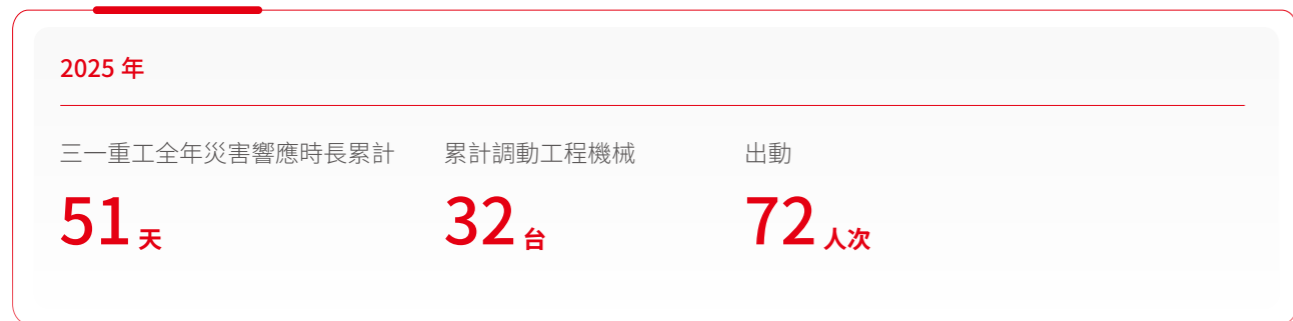 2025 年
三一重工全年災害響應時長累計
51 天
累計調動工程機械
32 台
出動
72 人次